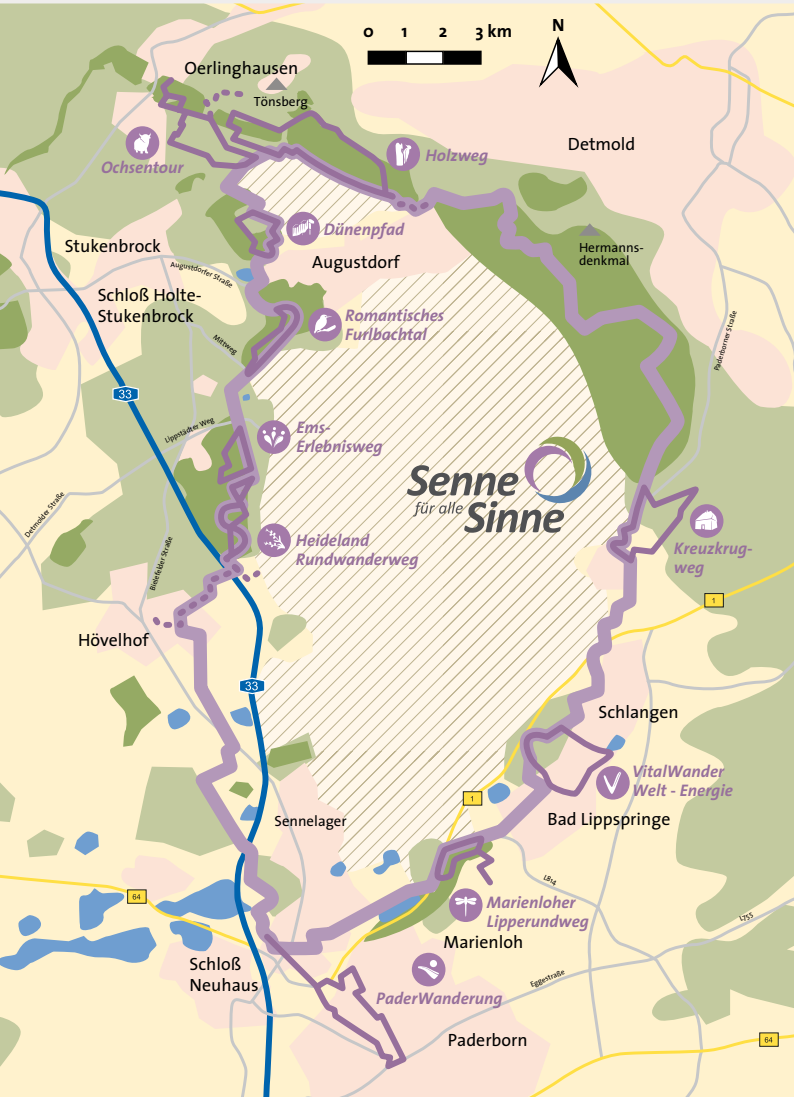 0 1 2 3 km
N
Oerlinghausen
Tönsberg
Detmold
Ochsentour
Holzweg
Dünenpfad
Stukenbrock
Augustdorf
Hermanns-
denkmal
Augustdorfer Straße
Schloß Holte-
Stukenbrock
Romantisches
Furlbachtal
Mittweg
Paderborner Straße
33
Lippstädter Weg
Ems-
Erlebnisweg
Senne
für alle
Sinne
Detmolder Straße
Bielefelder Straße
Heideland
Rundwanderweg
Kreuzkrug-
weg
1
Hövelhof
33
Schlangen
VitalWander
Welt - Energie
1
Sennelager
Bad Lippspringe
L814
64
Marienloher
Lipperundweg
L755
Marienloh
Schloß
Neuhaus
PaderWanderung
Eggestraße
Paderborn
64